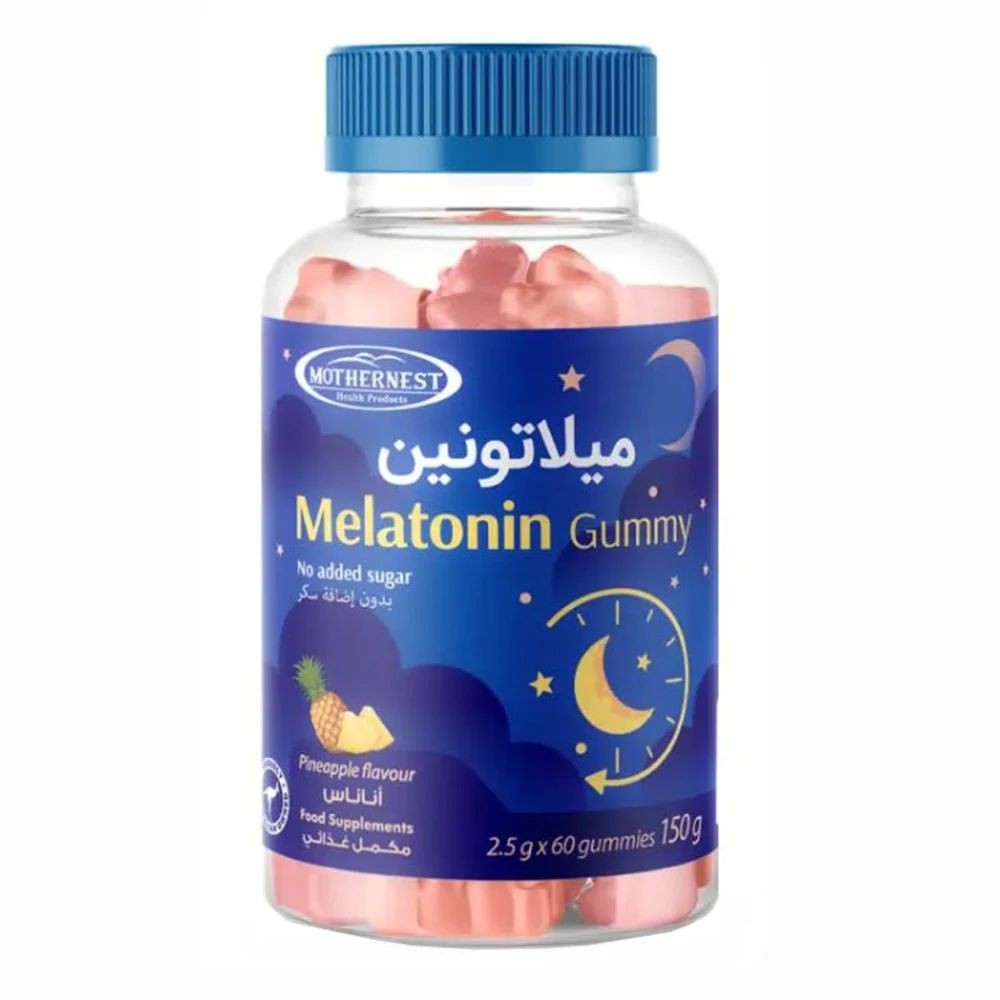 MOTHERNEST
Health Products
ميلاتونين
Melatonin Gummy
No added sugar
بدون إضافة سكر
Pineapple flavour
أناناس
Food Supplements
مكمل غذائي
2.5 g x 60 gummies 150 g